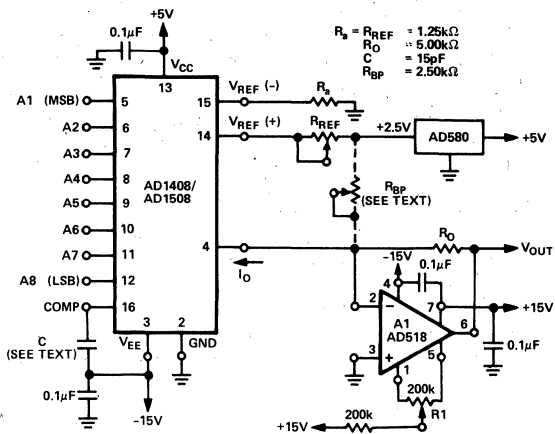 +5V
0.1μF
VCC
13
Ra = RREF = 1.25kΩ
RO = 5.00kΩ
C = 15pF
RBP = 2.50kΩ
A1 (MSB) 5
A2 6
A3 7
A4 8
A5 9
A6 10
A7 11
A8 (LSB) 12
COMP 16
AD1408/
AD1508
15 VREF (-) Ra
14 VREF (+) RREF +2.5V AD580 +5V
RBP
(SEE TEXT)
4
IO
RO
VOUT
3
VEE
2
GND
C
(SEE TEXT)
0.1μF
-15V
-15V
0.1μF
4
7
+15V
2 −
A1
AD518
6
3 +
1
5
0.1μF
200k
R1
+15V
200k